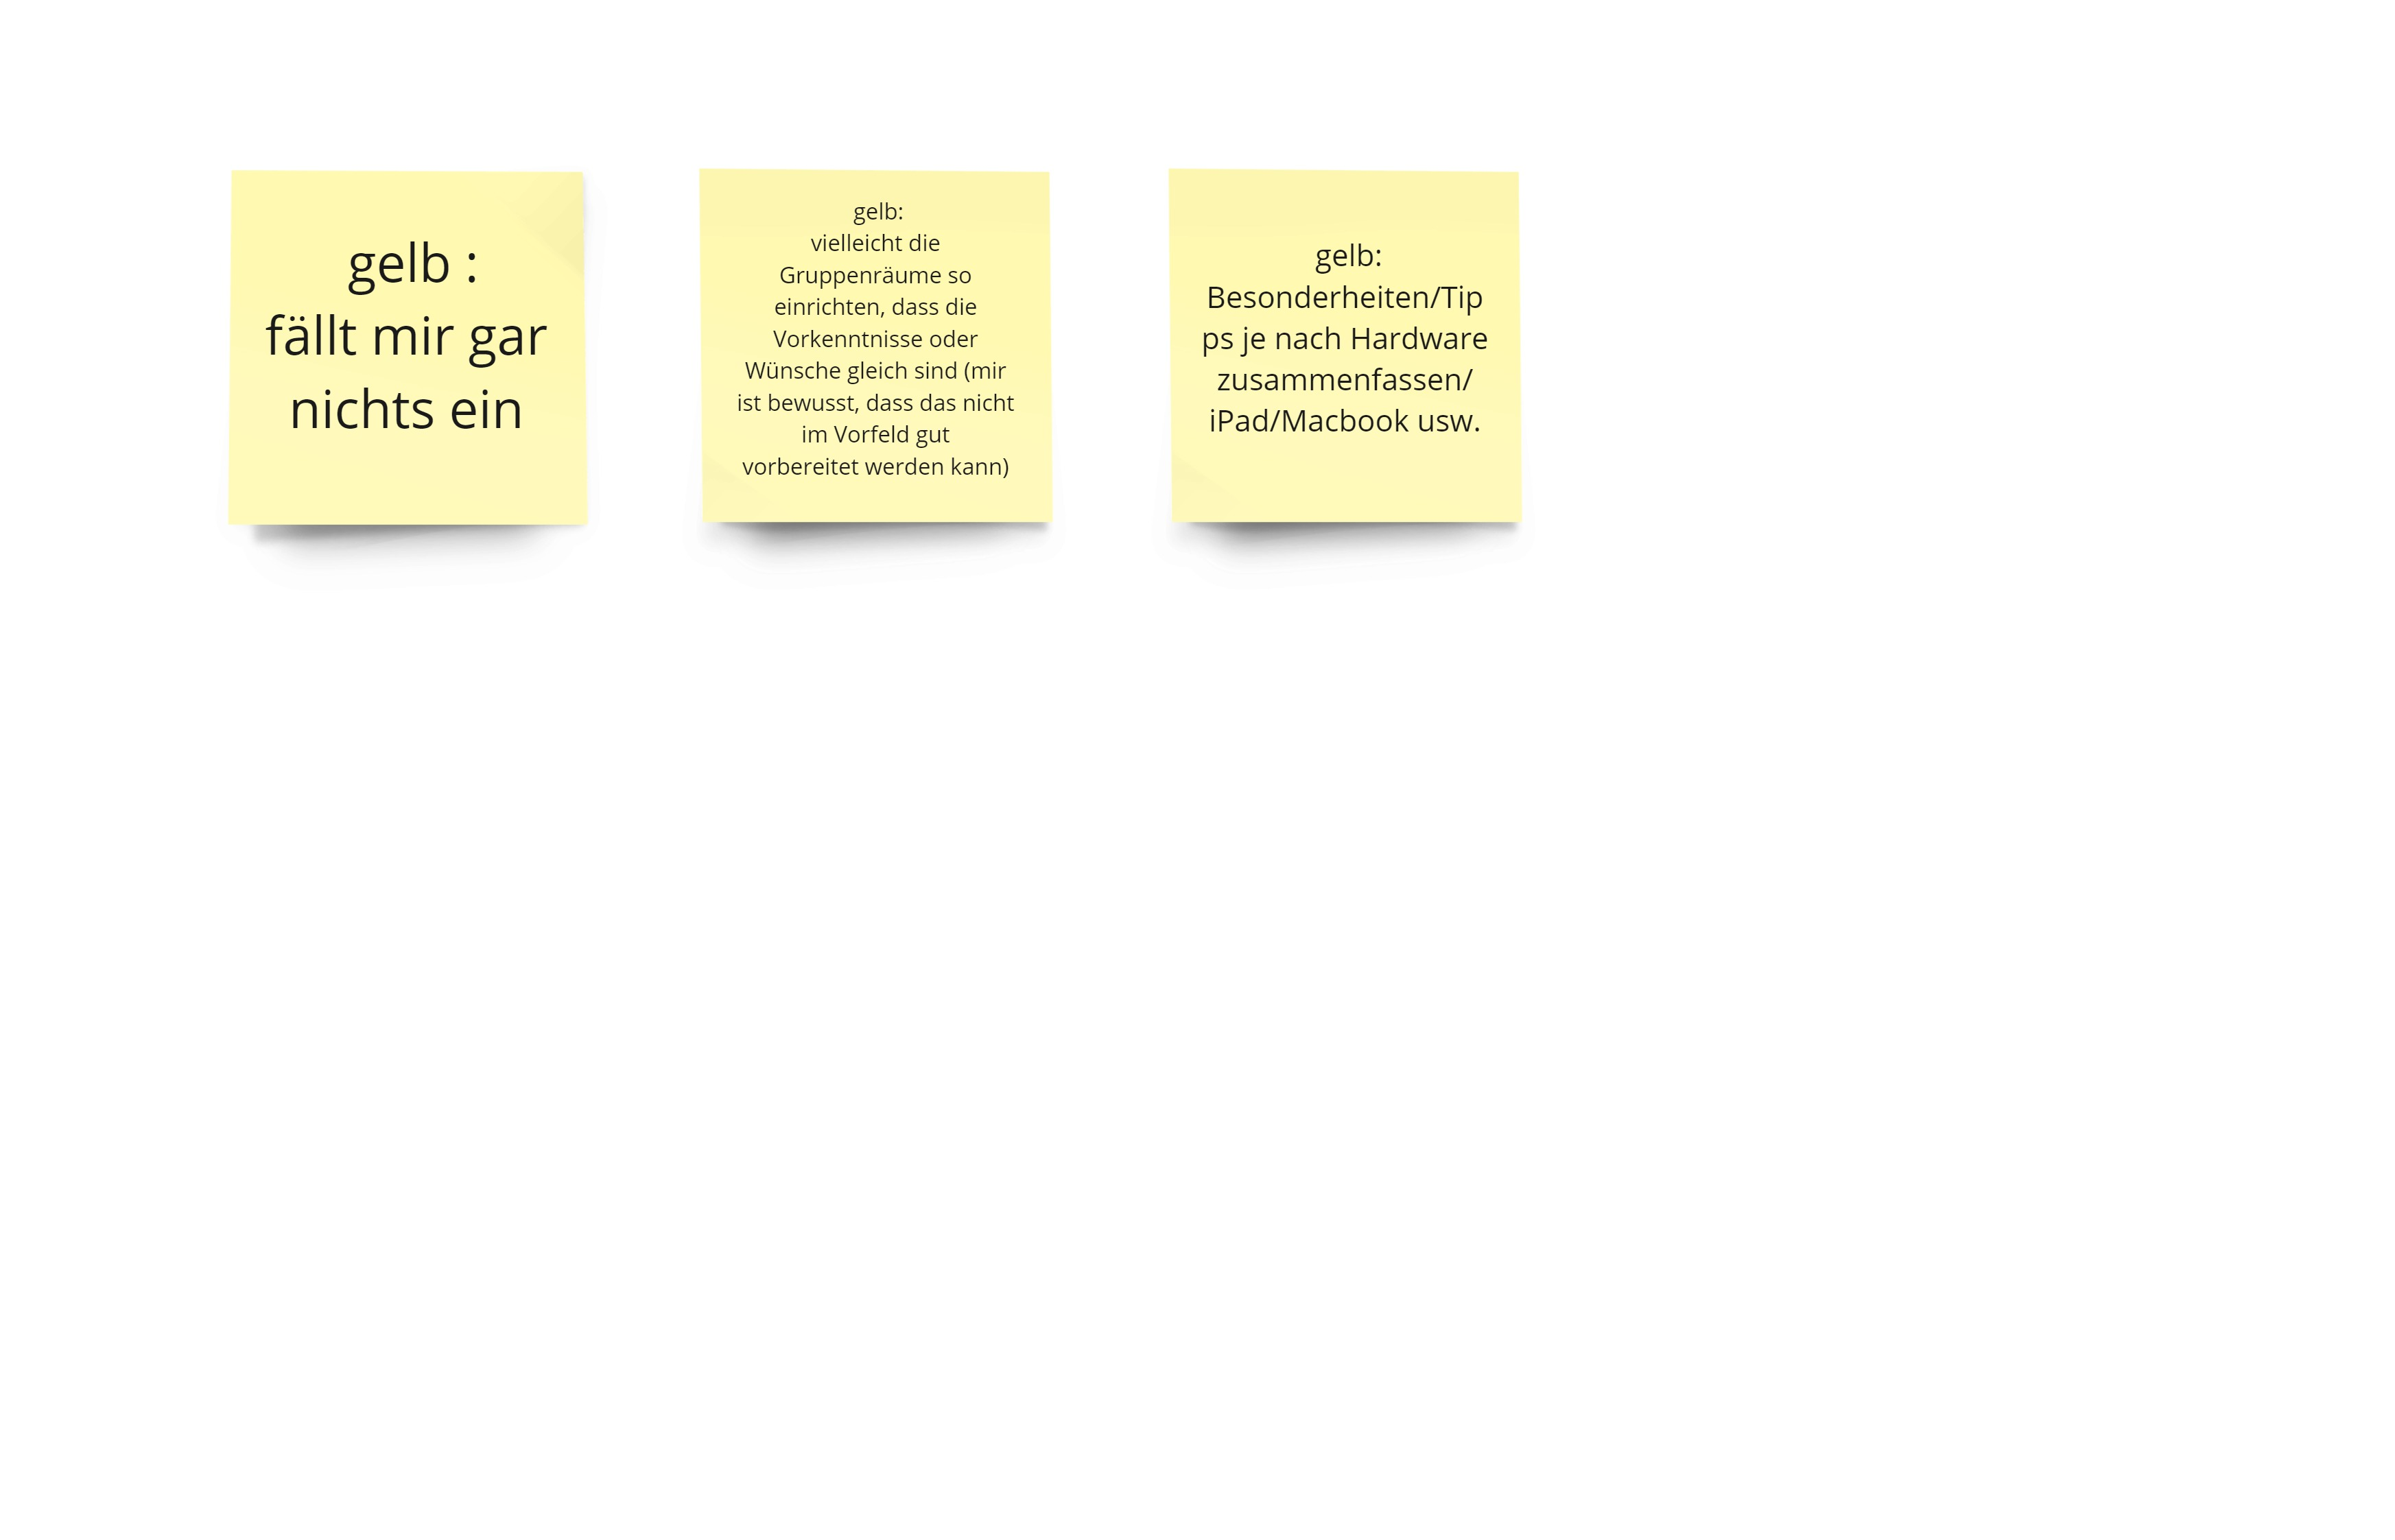 gelb :
fällt mir gar
nichts ein
gelb:
vielleicht die
Gruppenräume so
einrichten, dass die
Vorkenntnisse oder
Wünsche gleich sind (mir
ist bewusst, dass das nicht
im Vorfeld gut
vorbereitet werden kann)
gelb:
Besonderheiten/Tip
ps je nach Hardware
zusammenfassen/
iPad/Macbook usw.